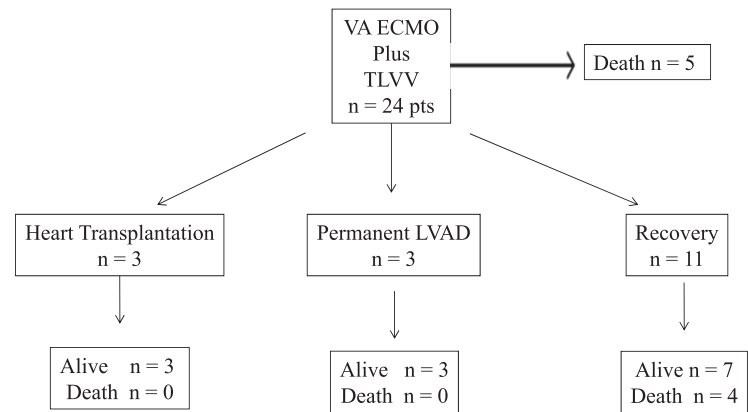 VA ECMO
Plus
TLVV
n = 24 pts
Death n = 5
Heart Transplantation
n = 3
Permanent LVAD
n = 3
Recovery
n = 11
Alive n = 3
Death n = 0
Alive n = 3
Death n = 0
Alive n = 7
Death n = 4